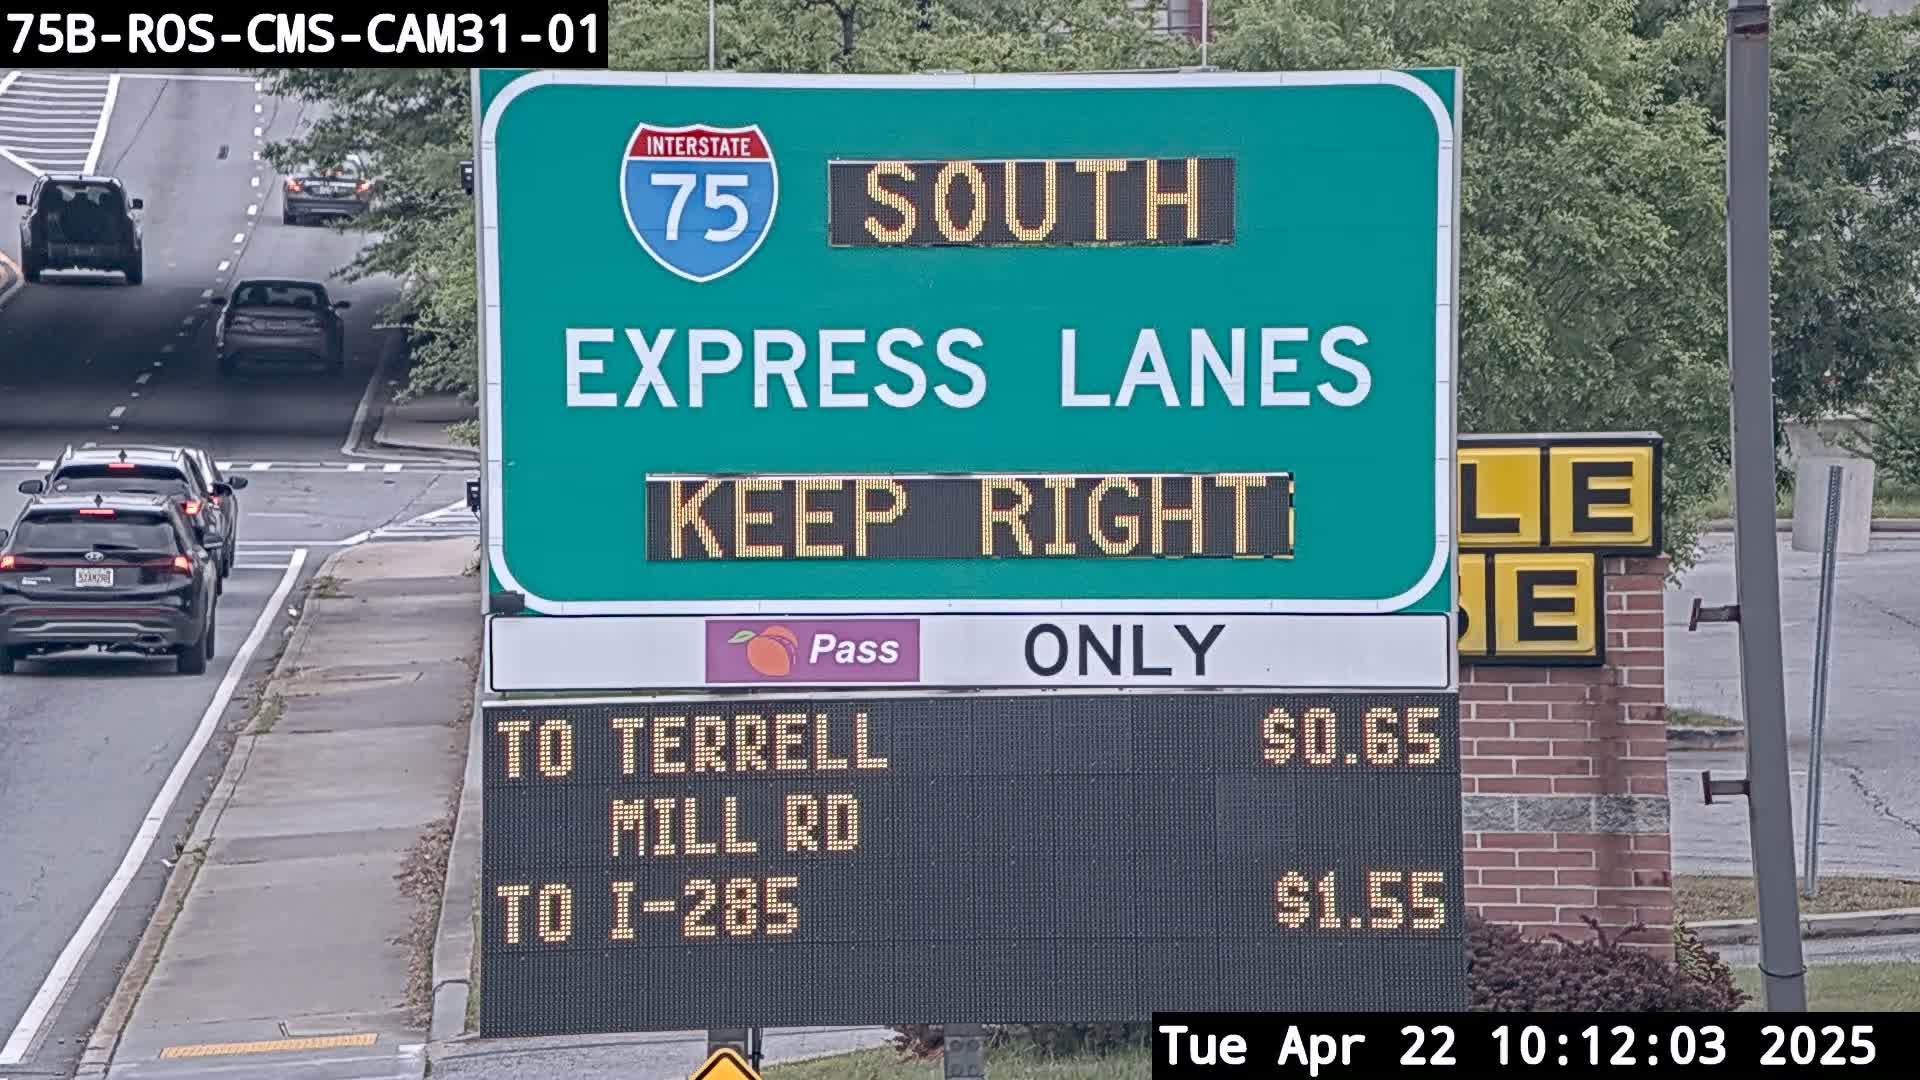 75B-ROS-CMS-CAM31-01
INTERSTATE
75
SOUTH
EXPRESS LANES
KEEP RIGHT
Pass ONLY
TO TERRELL $0.65
MILL RD
TO I-285 $1.55
LE
E
Tue Apr 22 10:12:03 2025